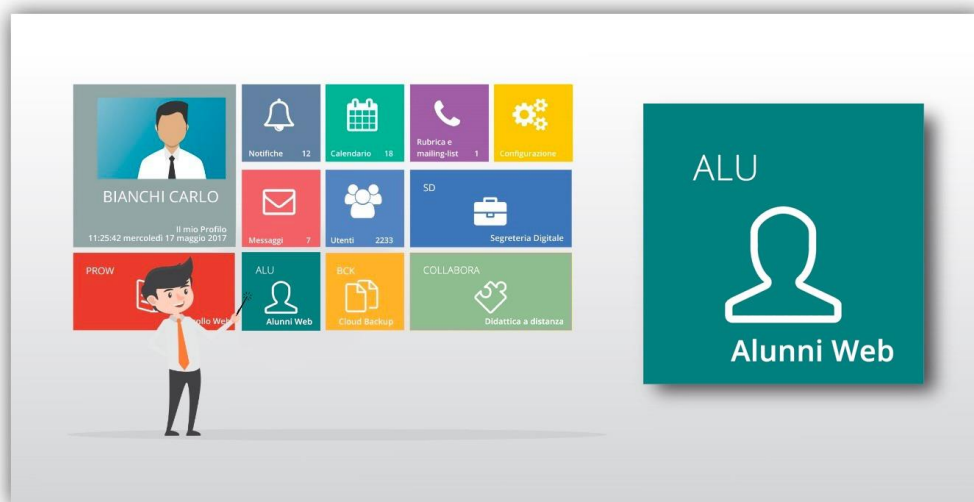 BIANCHI CARLO
Il mio Profilo
11:25:42 mercoledì 17 maggio 2017
Notifiche 12
Calendario 18
Rubrica e
mailing-list 1
Configurazione
Messaggi 7
Utenti 2233
SD
Segreteria Digitale
PROW
ollo Web
ALU
Alunni Web
BCK
Cloud Backup
COLLABORA
Didattica a distanza
ALU
Alunni Web